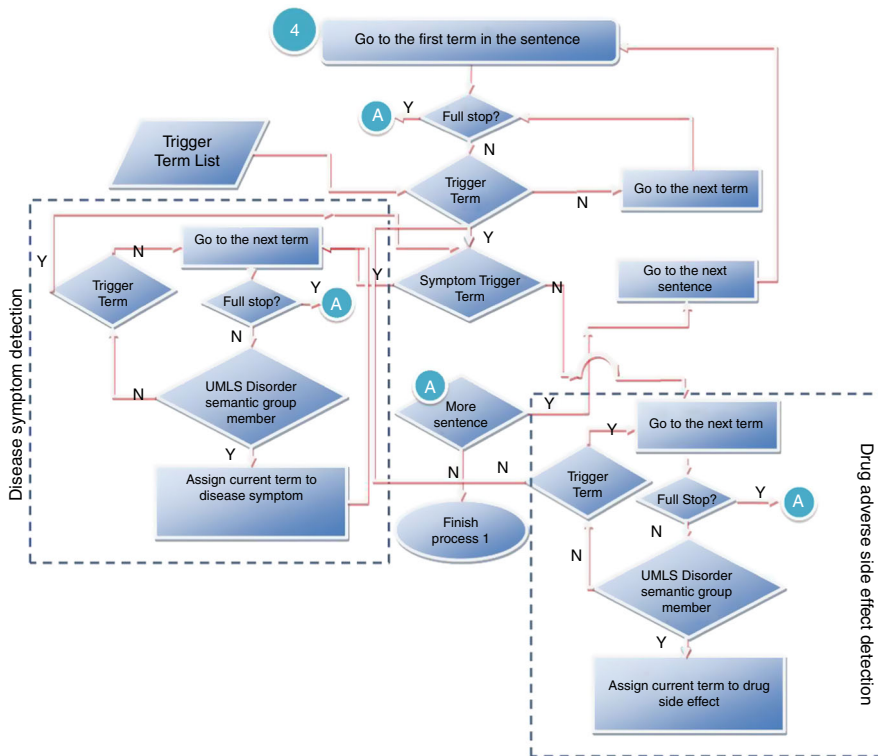 4
Go to the first term in the sentence
A
Y
Full stop?
N
Trigger
Term List
Trigger
Term
N
Go to the next term
Y
Disease symptom detection
Y
N
Go to the next term
Trigger
Term
Full stop?
Y
A
N
N
UMLS Disorder
semantic group
member
Y
Assign current term to
disease symptom
Y
Symptom Trigger
Term
N
Go to the next
sentence
A
More
sentence
Y
N
Finish
process 1
N
Drug adverse side effect detection
Y
Go to the next term
Trigger
Term
Full Stop?
Y
A
N
N
UMLS Disorder
semantic group
member
Y
Assign current term to drug
side effect